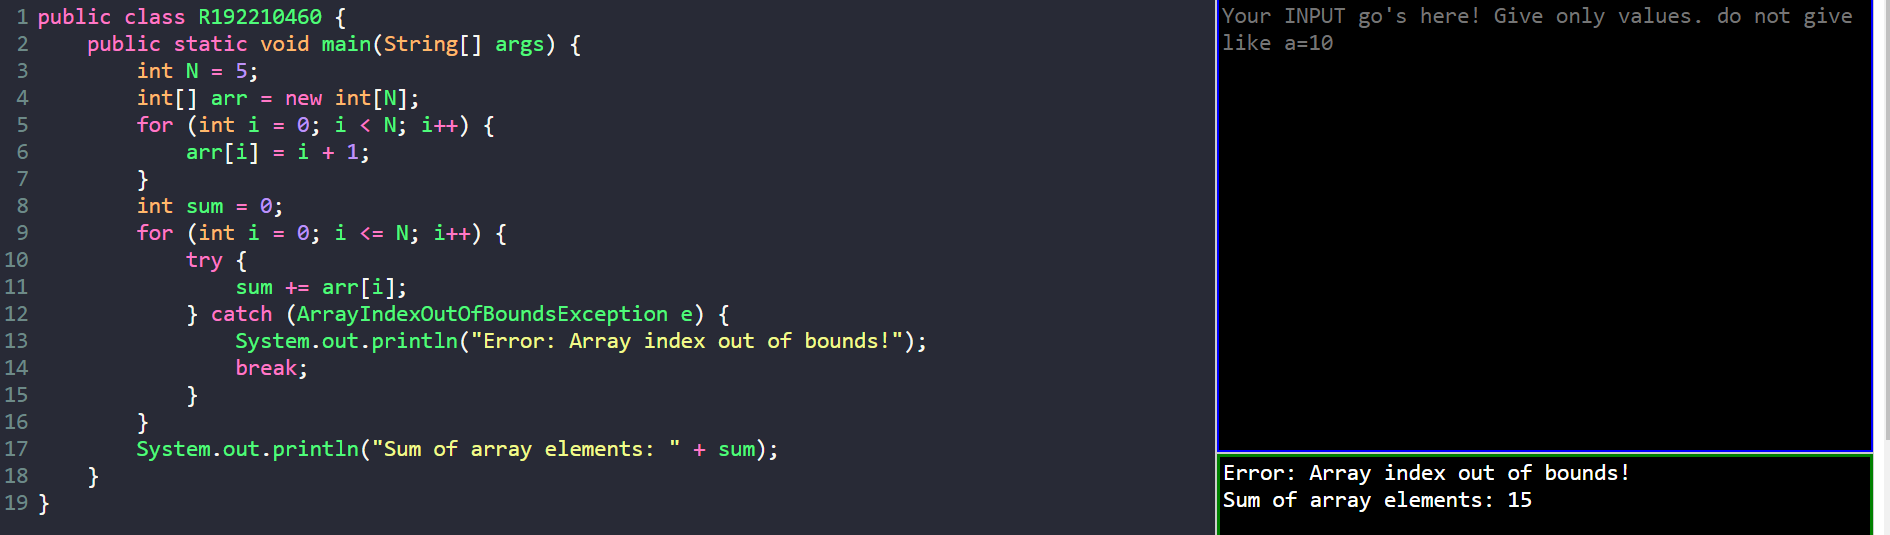 1 public class R192210460 {
2     public static void main(String[] args) {
3         int N = 5;
4         int[] arr = new int[N];
5         for (int i = 0; i < N; i++) {
6             arr[i] = i + 1;
7         }
8         int sum = 0;
9         for (int i = 0; i <= N; i++) {
10             try {
11                 sum += arr[i];
12             } catch (ArrayIndexOutOfBoundsException e) {
13                 System.out.println("Error: Array index out of bounds!");
14                 break;
15             }
16         }
17         System.out.println("Sum of array elements: " + sum);
18     }
19 }
Your INPUT go's here! Give only values. do not give
like a=10
Error: Array index out of bounds!
Sum of array elements: 15